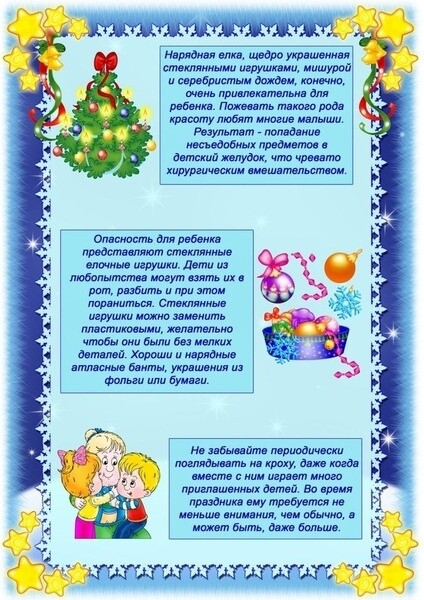 Нарядная елка, щедро украшенная
стеклянными игрушками, мишурой
и серебристым дождем, конечно,
очень привлекательна для
ребенка. Пожевать такого рода
красоту любят многие малыши.
Результат - попадание
несъедобных предметов в
детский желудок, что чревато
хирургическим вмешательством.
Опасность для ребенка
представляют стеклянные
елочные игрушки. Дети из
любопытства могут взять их в
рот, разбить и при этом
пораниться. Стеклянные
игрушки можно заменить
пластиковыми, желательно
чтобы они были без мелких
деталей. Хороши и нарядные
атласные банты, украшения из
фольги или бумаги.
Не забывайте периодически
поглядывать на кроху, даже когда
вместе с ним играет много
приглашенных детей. Во время
праздника ему требуется не
меньше внимания, чем обычно, а
может быть, даже больше.